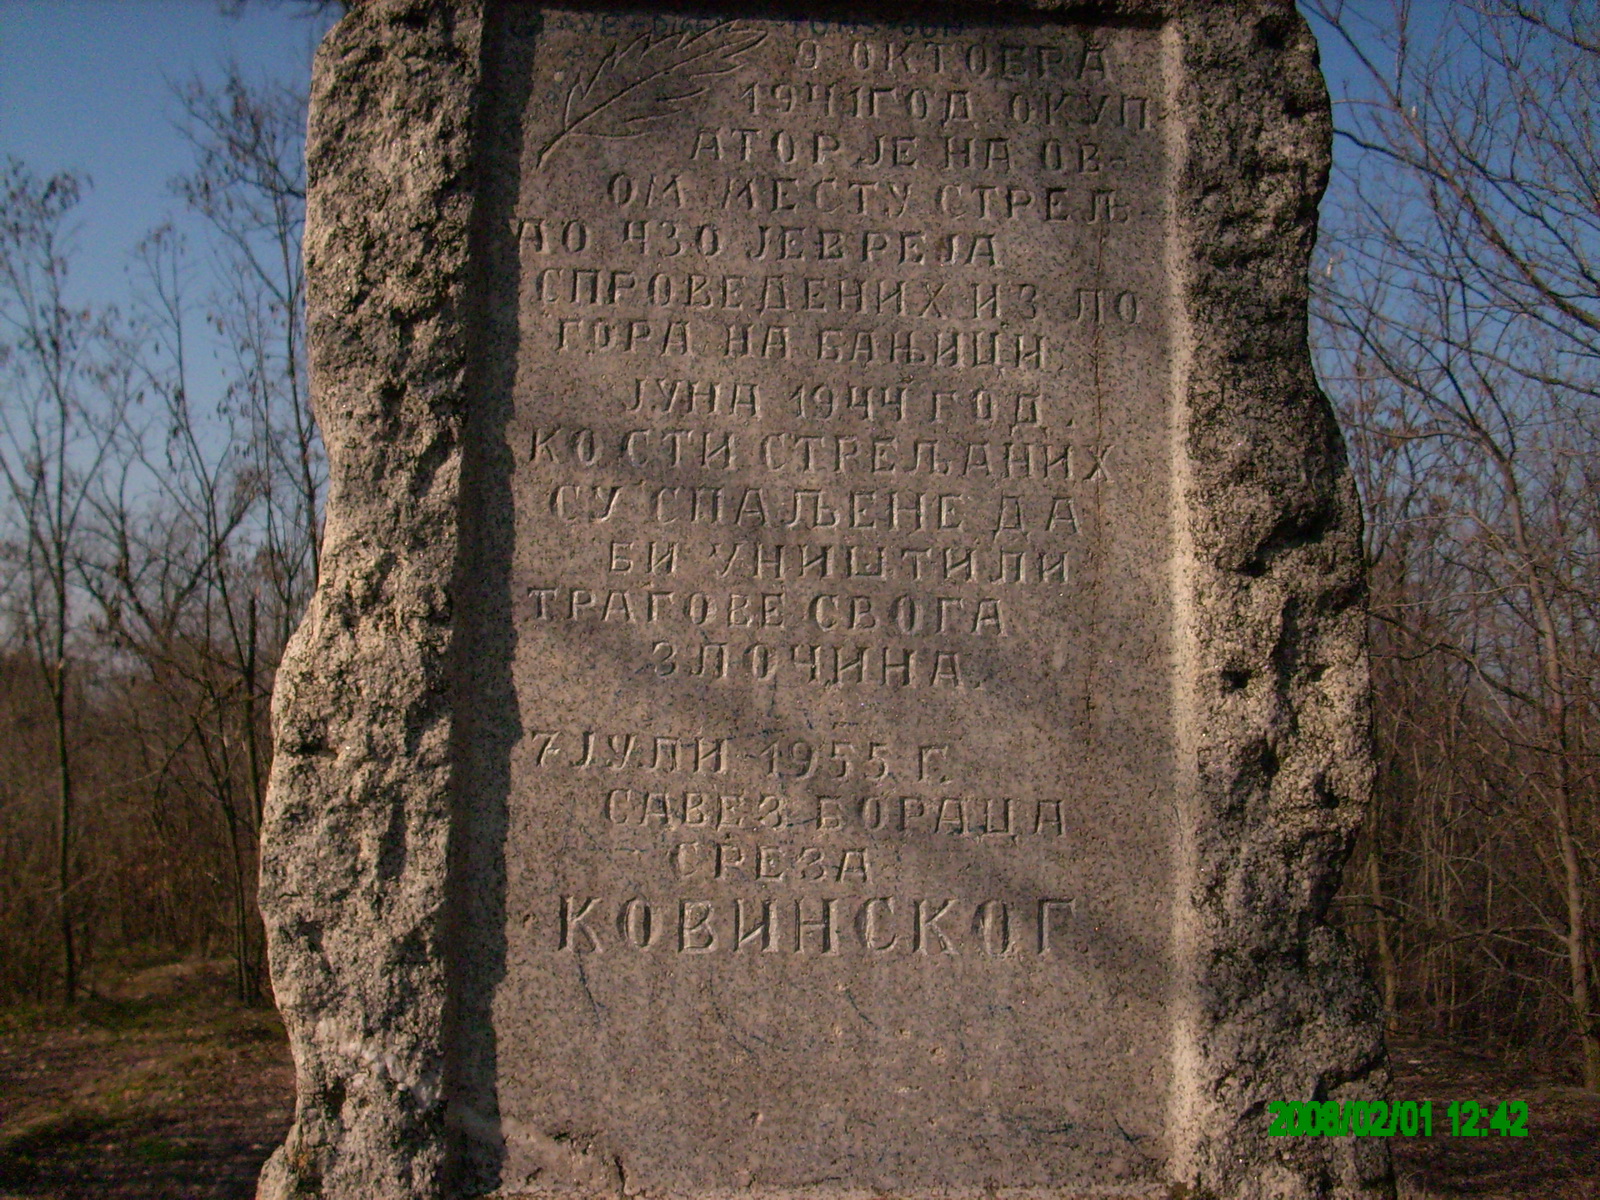 9 ОКТОБРА
1941 ГОД. ОКУП-
АТОР ЈЕ НА ОВ-
ОМ МЕСТУ СТРЕЉ-
АО 430 ЈЕВРЕЈА
СПРОВЕДЕНИХ ИЗ ЛО
ГОРА НА БАЊИЦИ.
ЈУНА 1944 ГОД.
КОСТИ СТРЕЉАНИХ
СУ СПАЉЕНЕ ДА
БИ УНИШТИЛИ
ТРАГОВЕ СВОГА
ЗЛОЧИНА.
7 ЈУЛИ 1955 Г.
САВЕЗ БОРАЦА
СРЕЗА
КОВИНСКОГ
2008/02/01 12:42